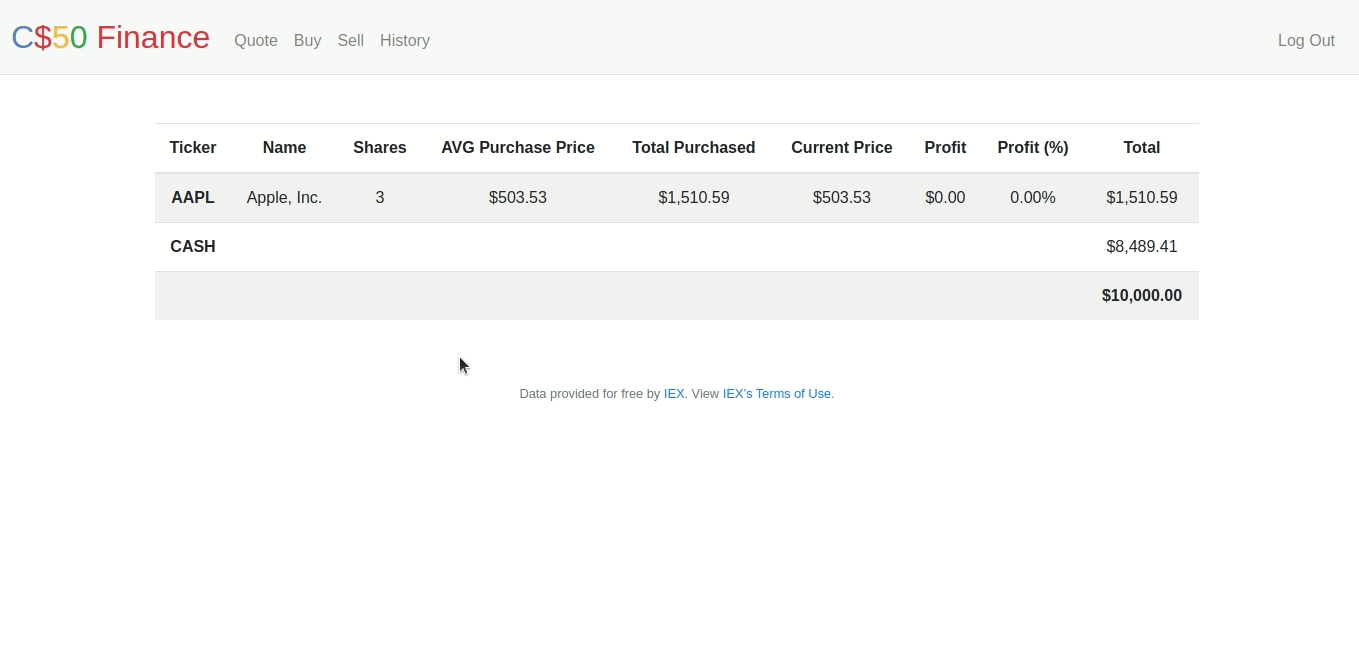 C$50 Finance Quote Buy Sell History Log Out
Ticker Name Shares AVG Purchase Price Total Purchased Current Price Profit Profit (%) Total
AAPL Apple, Inc. 3 $503.53 $1,510.59 $503.53 $0.00 0.00% $1,510.59
CASH $8,489.41
$10,000.00
Data provided for free by IEX. View IEX's Terms of Use.